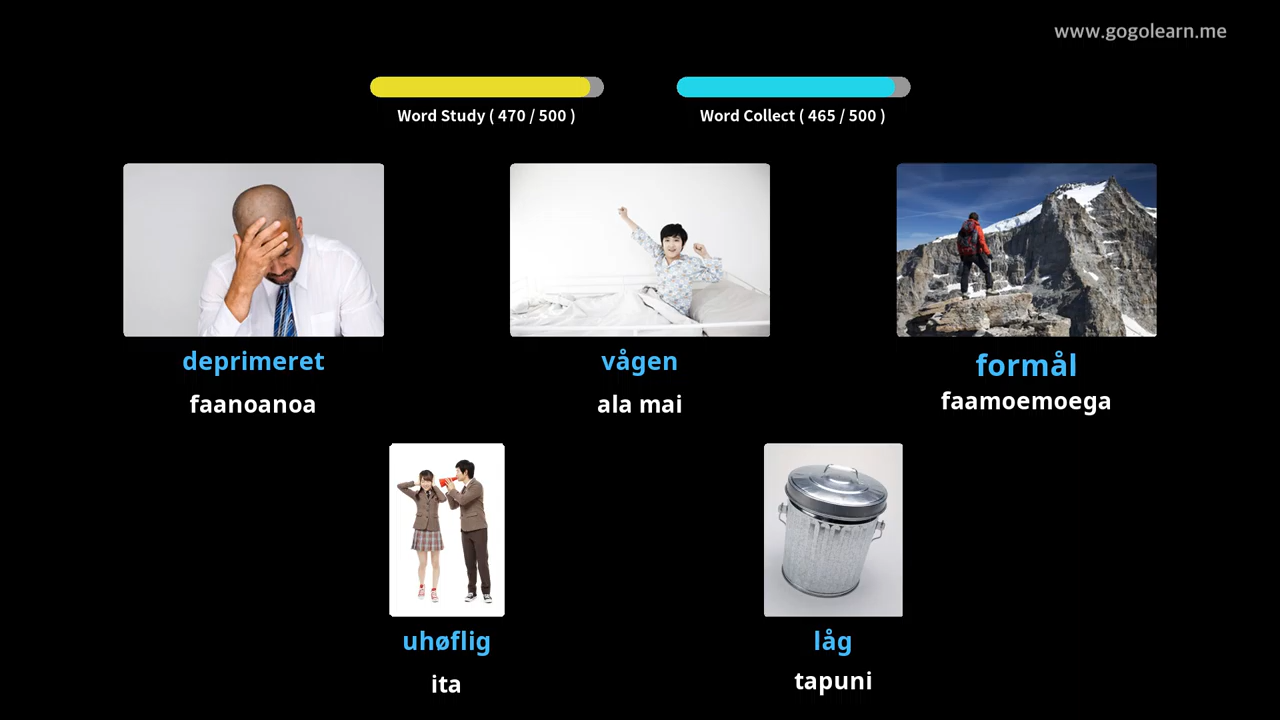 www.gogolearn.me
Word Study ( 470 / 500 )
Word Collect ( 465 / 500 )
deprimeret
faanoanoa
vågen
ala mai
formål
faamoemoega
uhøflig
ita
låg
tapuni